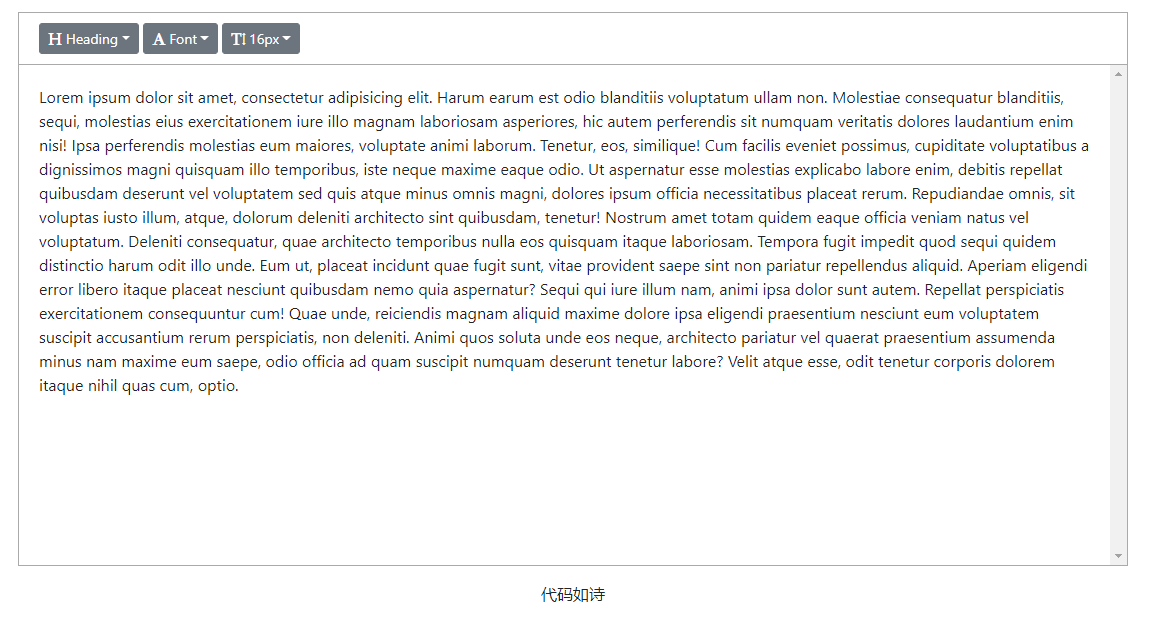 H Heading A Font TI 16px
Lorem ipsum dolor sit amet, consectetur adipisicing elit. Harum earum est odio blanditiis voluptatum ullam non. Molestiae consequatur blanditiis,
sequi, molestias eius exercitationem iure illo magnam laboriosam asperiores, hic autem perferendis sit numquam veritatis dolores laudantium enim
nisi! Ipsa perferendis molestias eum maiores, voluptate animi laborum. Tenetur, eos, similique! Cum facilis eveniet possimus, cupiditate voluptatibus a
dignissimos magni quisquam illo temporibus, iste neque maxime eaque odio. Ut aspernatur esse molestias explicabo labore enim, debitis repellat
quibusdam deserunt vel voluptatem sed quis atque minus omnis magni, dolores ipsum officia necessitatibus placeat rerum. Repudiandae omnis, sit
voluptas iusto illum, atque, dolorum deleniti architecto sint quibusdam, tenetur! Nostrum amet totam quidem eaque officia veniam natus vel
voluptatum. Deleniti consequatur, quae architecto temporibus nulla eos quisquam itaque laboriosam. Tempora fugit impedit quod sequi quidem
distinctio harum odit illo unde. Eum ut, placeat incidunt quae fugit sunt, vitae provident saepe sint non pariatur repellendus aliquid. Aperiam eligendi
error libero itaque placeat nesciunt quibusdam nemo quia aspernatur? Sequi qui iure illum nam, animi ipsa dolor sunt autem. Repellat perspiciatis
exercitationem consequuntur cum! Quae unde, reiciendis magnam aliquid maxime dolore ipsa eligendi praesentium nesciunt eum voluptatem
suscipit accusantium rerum perspiciatis, non deleniti. Animi quos soluta unde eos neque, architecto pariatur vel quaerat praesentium assumenda
minus nam maxime eum saepe, odio officia ad quam suscipit numquam deserunt tenetur labore? Velit atque esse, odit tenetur corporis dolorem
itaque nihil quas cum, optio.
代码如诗